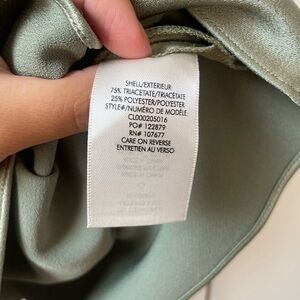 SHELL/EXTERIEUR:
75% TRIACETATE/TRIACÉTATE
25% POLYESTER/POLYESTER
STYLE#/NUMÉRO DE MODÈLE:
CL000205016
PO# 122879
RN# 107677
CARE ON REVERSE
ENTRETIEN AU VERSO